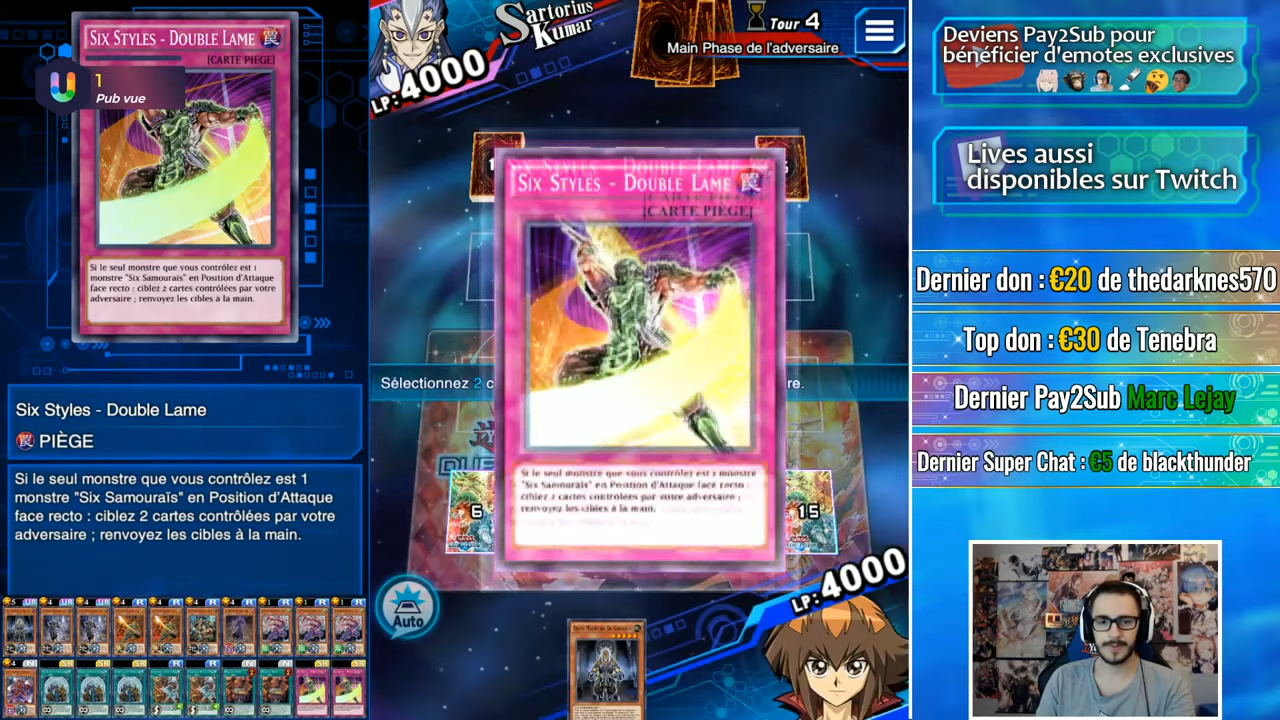 SIX STYLES - DOUBLE LAME
[CARTE PIÈGE]
1
Pub vue
Si le seul monstre que vous contrôlez est 1
monstre "Six Samouraïs" en Position d'Attaque
face recto : ciblez 2 cartes contrôlées par votre
adversaire ; renvoyez les cibles à la main.
Six Styles - Double Lame
罠 PIÈGE
Si le seul monstre que vous contrôlez est 1
monstre "Six Samouraïs" en Position d'Attaque
face recto : ciblez 2 cartes contrôlées par votre
adversaire ; renvoyez les cibles à la main.
Sartorius
Kumar
LP: 4000
Tour 4
Main Phase de l'adversaire
SIX STYLES - DOUBLE LAME
[CARTE PIÈGE]
Sélectionnez 2 c
re.
Si le seul monstre que vous contrôlez est 1 monstre
"Six Samouraïs" en Position d'Attaque face recto :
ciblez 2 cartes contrôlées par votre adversaire ;
renvoyez les cibles à la main.
6
15
Auto
LP: 4000
Deviens Pay2Sub pour
bénéficier d'emotes exclusives
Lives aussi
disponibles sur Twitch
Dernier don : €20 de thedarknes570
Top don : €30 de Tenebra
Dernier Pay2Sub Marc Lejay
Dernier Super Chat : €5 de blackthunder